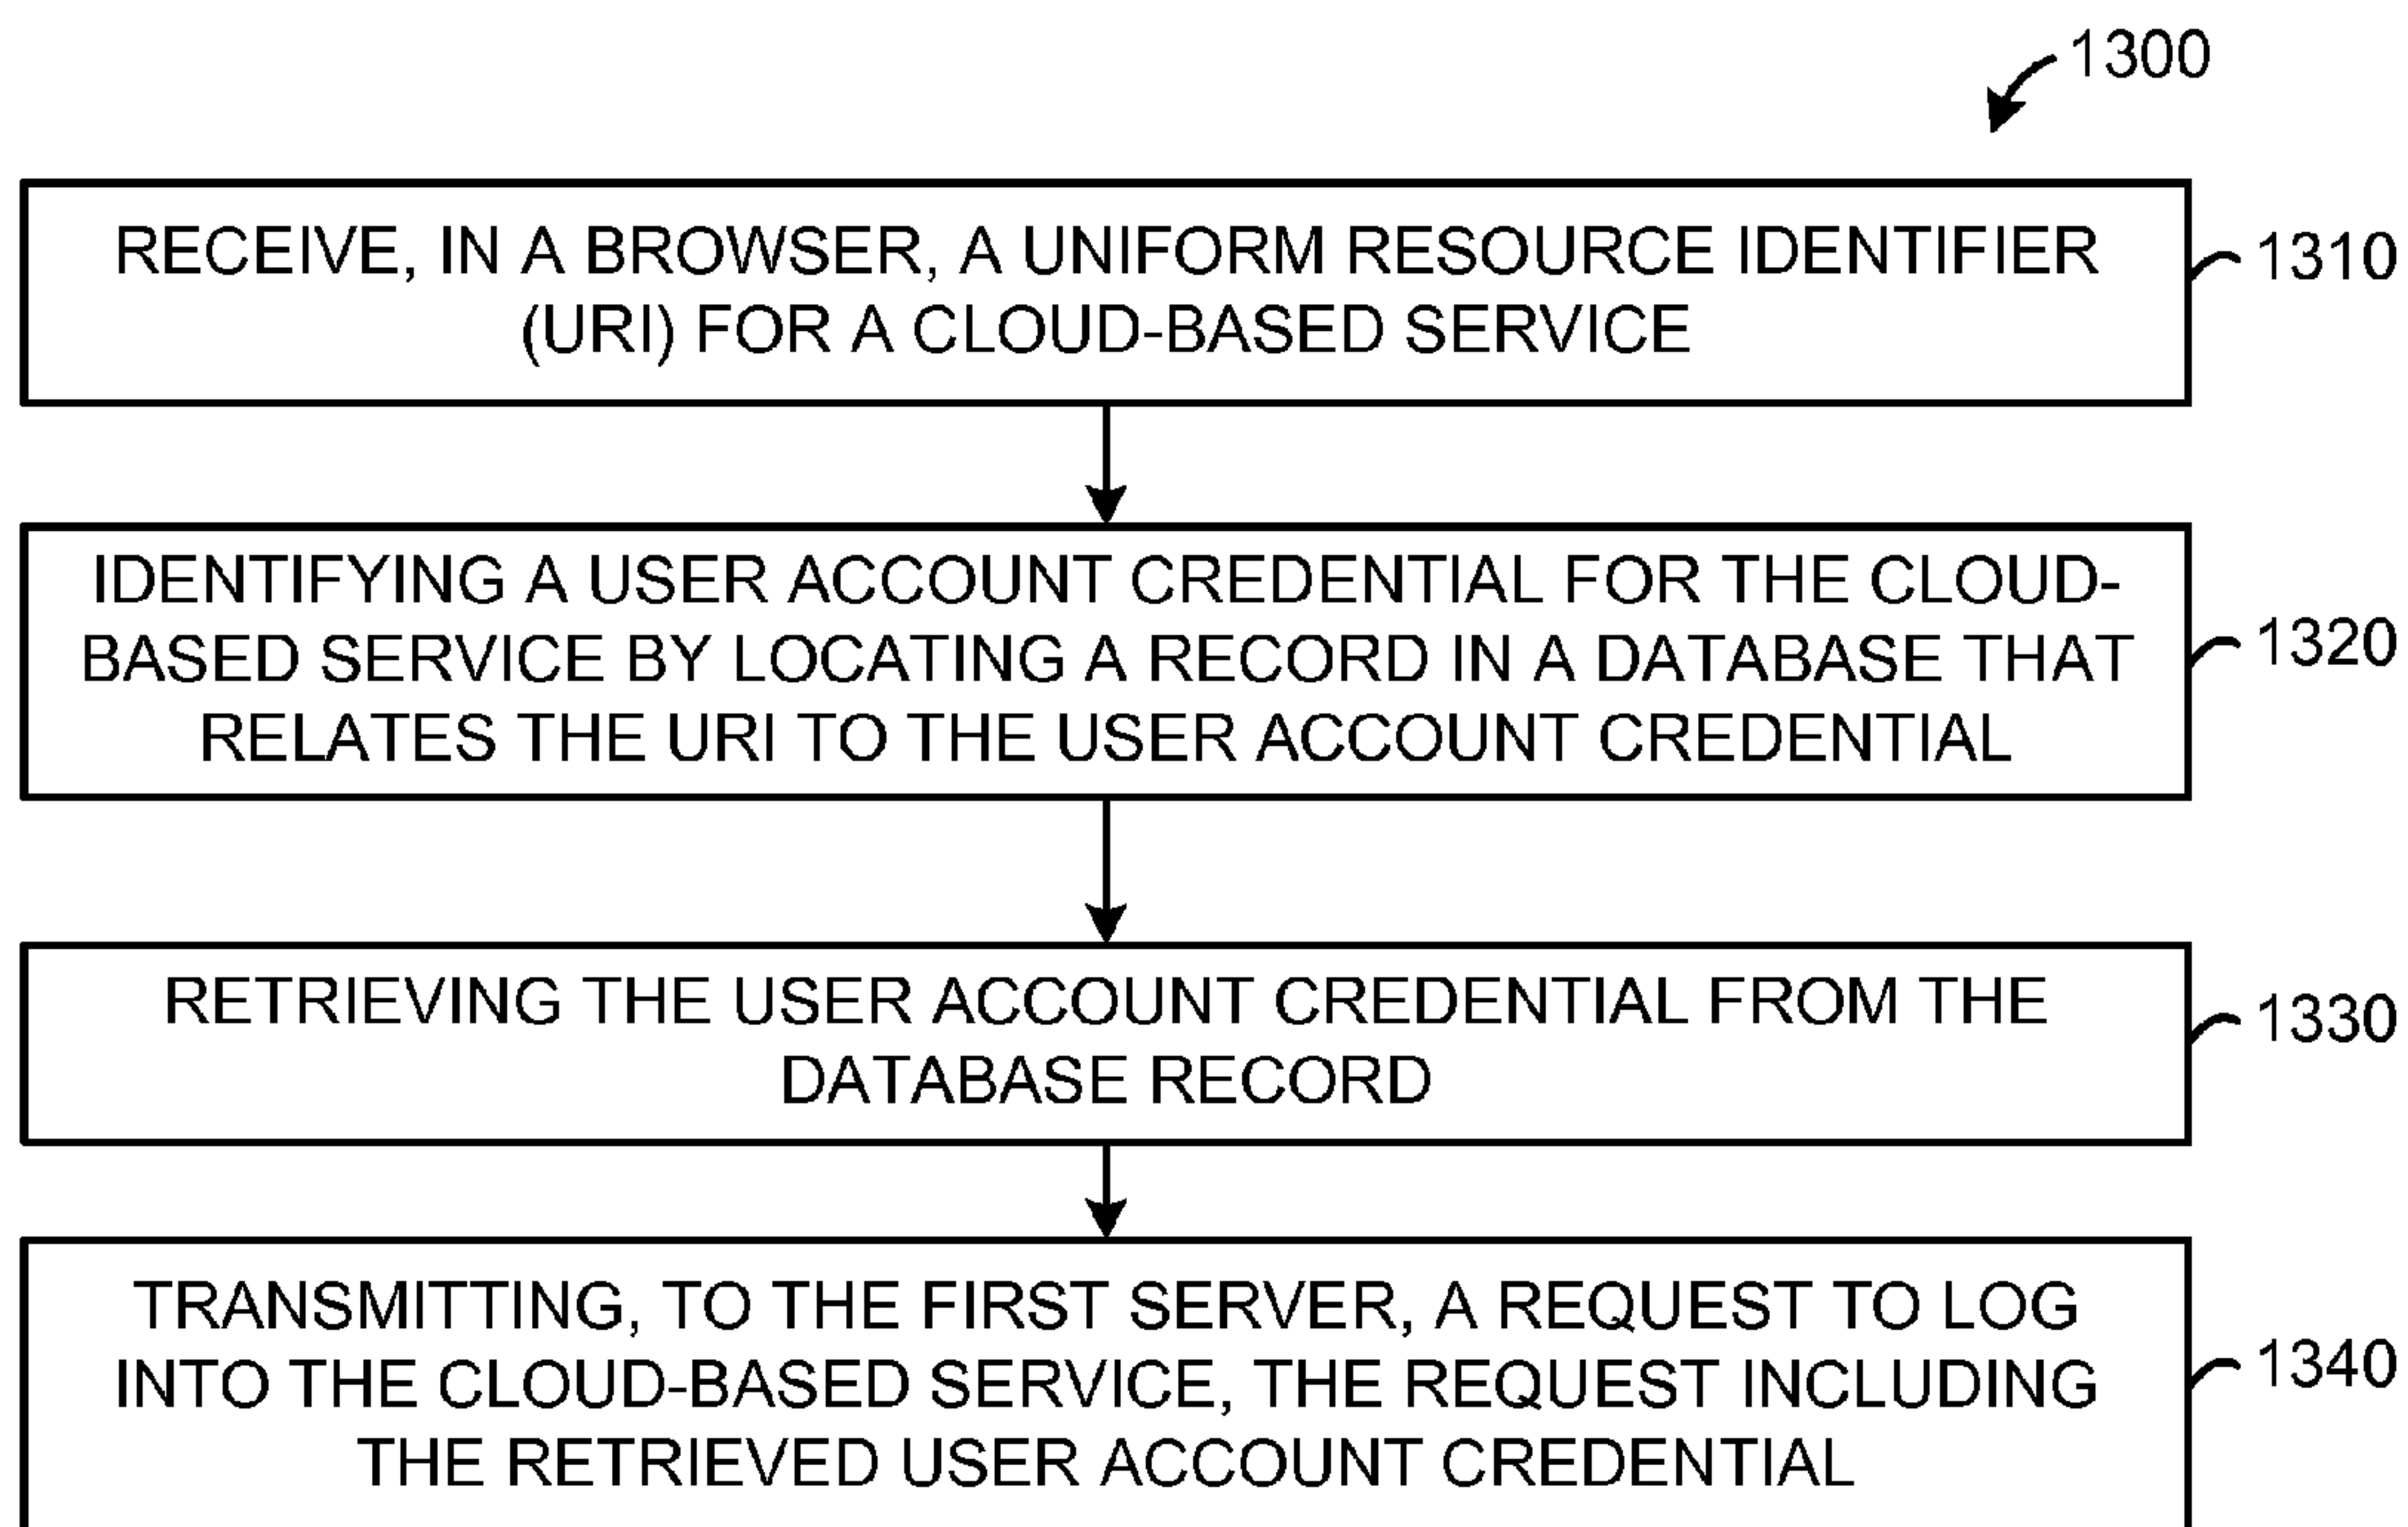 1300
RECEIVE, IN A BROWSER, A UNIFORM RESOURCE IDENTIFIER
(URI) FOR A CLOUD-BASED SERVICE
1310
IDENTIFYING A USER ACCOUNT CREDENTIAL FOR THE CLOUD-
BASED SERVICE BY LOCATING A RECORD IN A DATABASE THAT
RELATES THE URI TO THE USER ACCOUNT CREDENTIAL
1320
RETRIEVING THE USER ACCOUNT CREDENTIAL FROM THE
DATABASE RECORD
1330
TRANSMITTING, TO THE FIRST SERVER, A REQUEST TO LOG
INTO THE CLOUD-BASED SERVICE, THE REQUEST INCLUDING
THE RETRIEVED USER ACCOUNT CREDENTIAL
1340